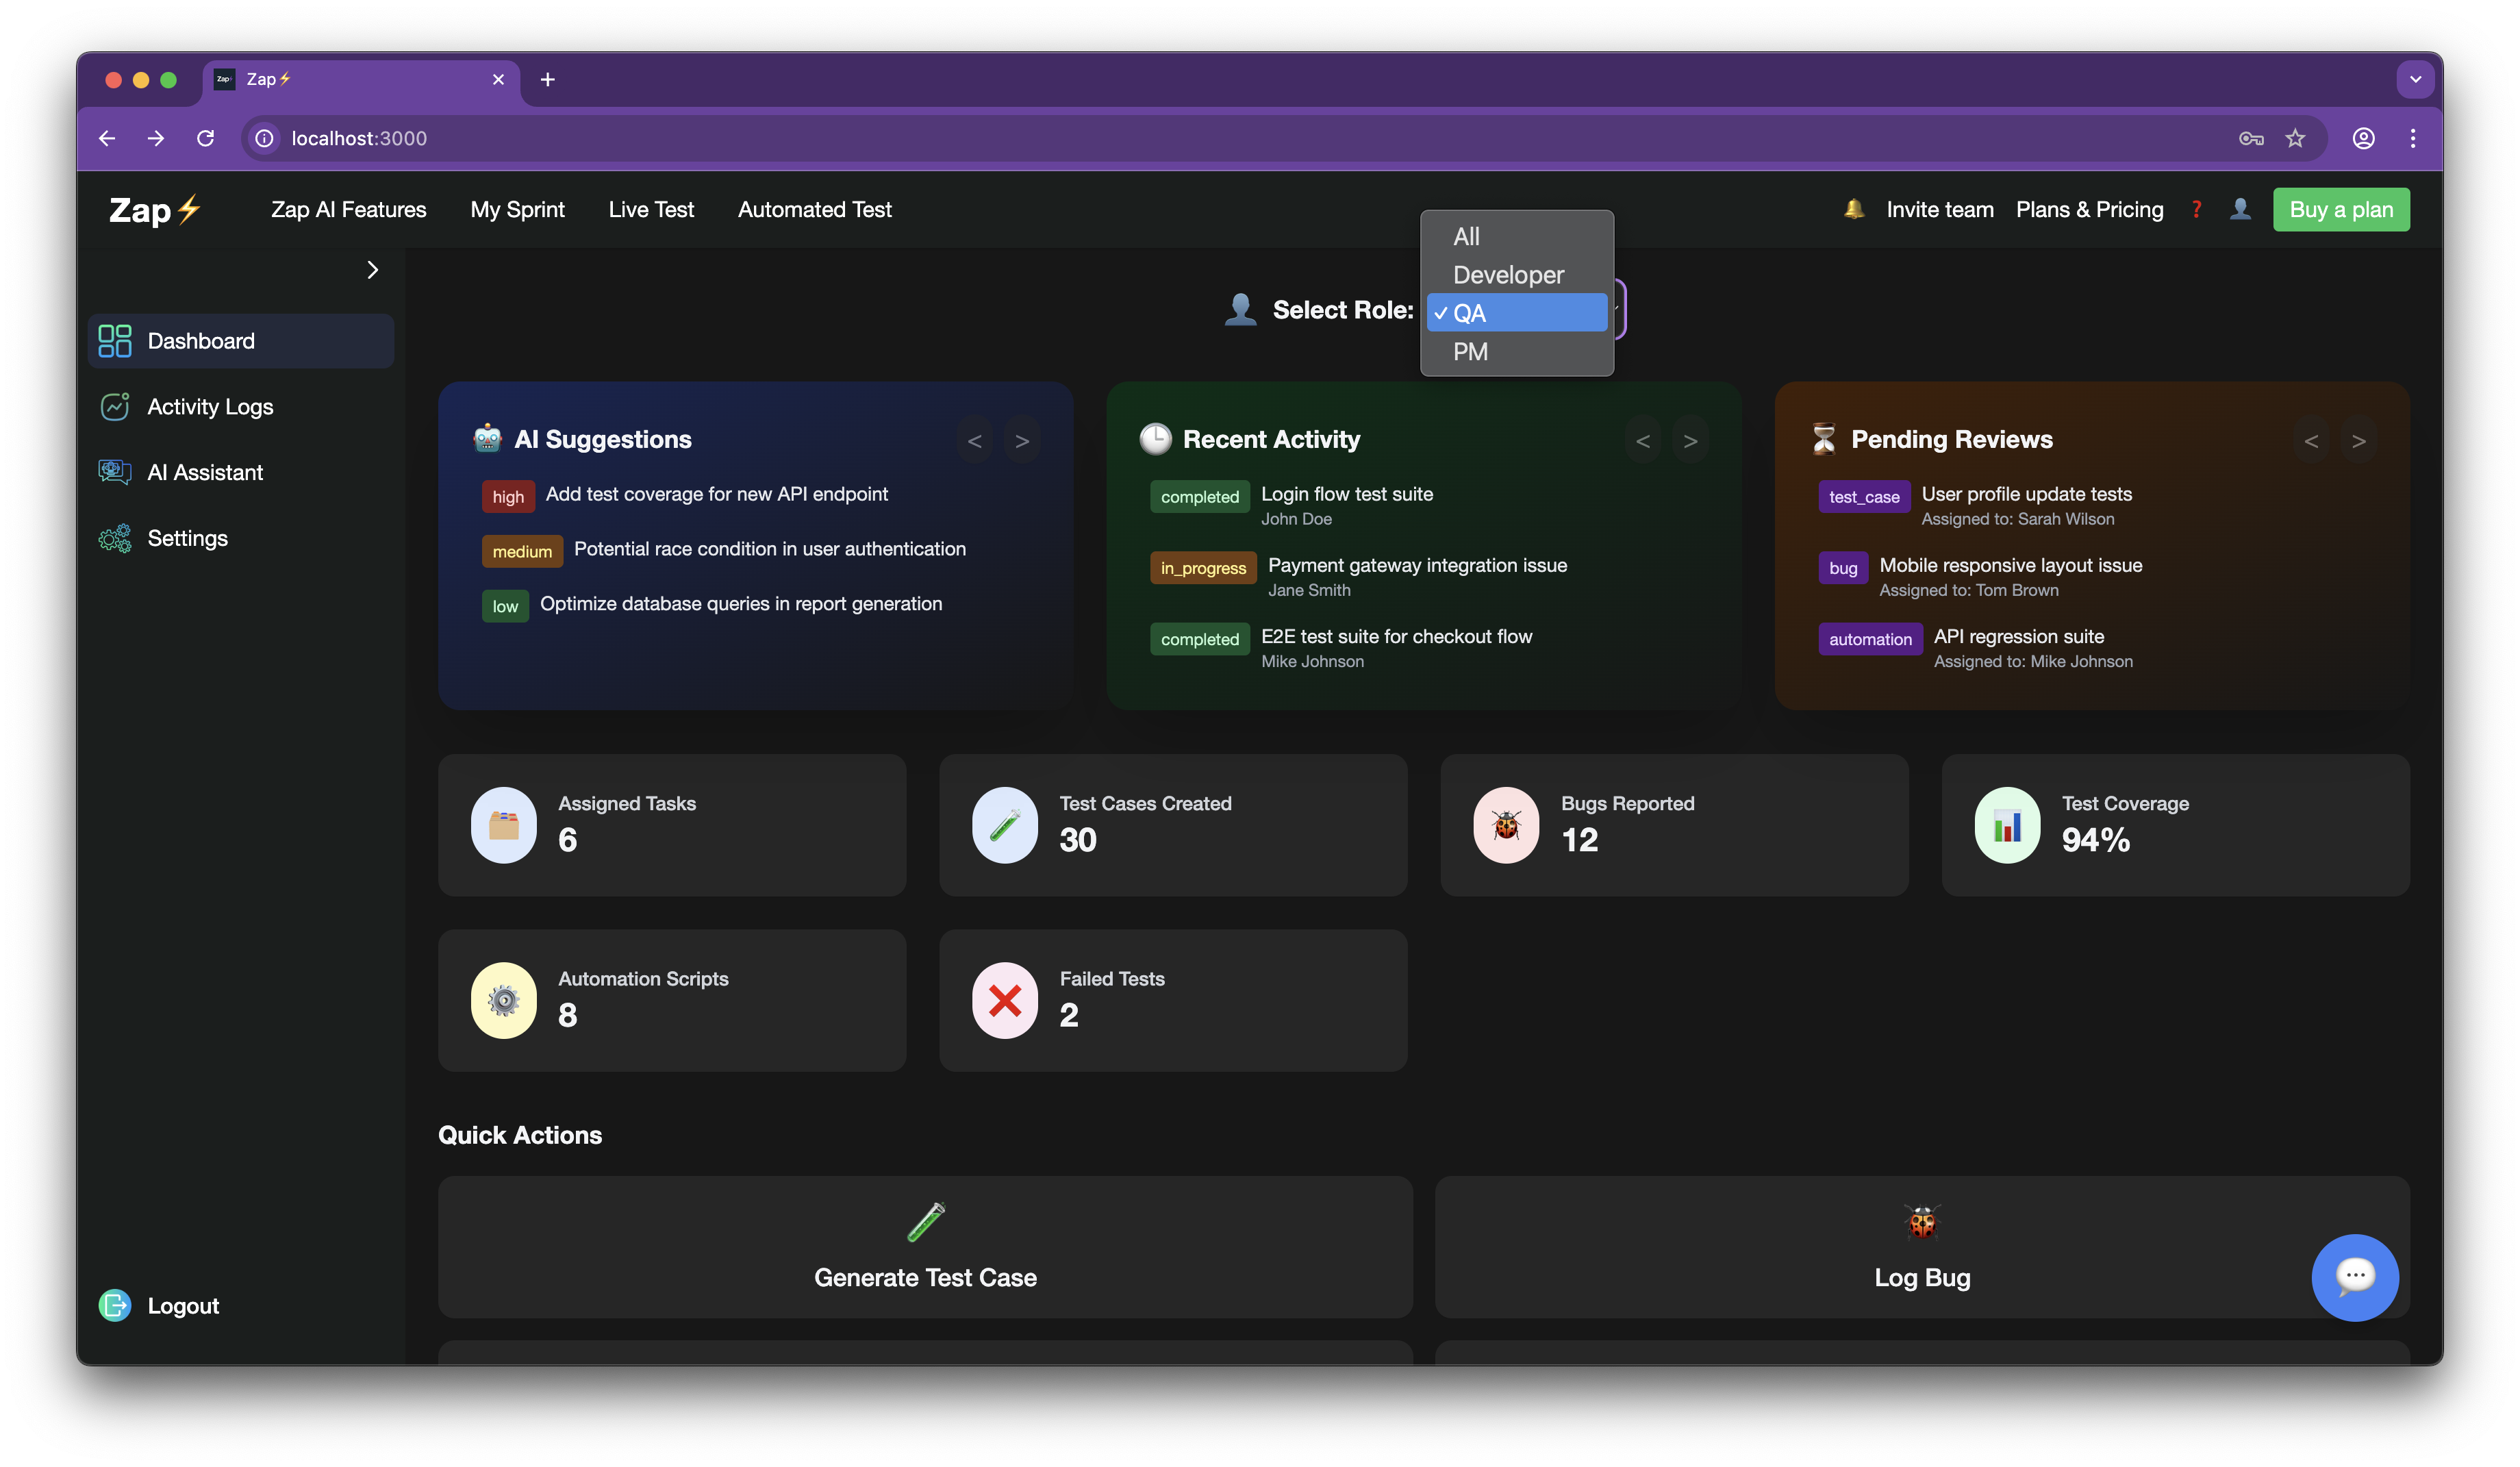 Zap⚡
localhost:3000
Zap⚡
Zap AI Features
My Sprint
Live Test
Automated Test
Invite team
Plans & Pricing
❓
Buy a plan
Dashboard
Activity Logs
AI Assistant
Settings
Logout
Select Role:
All
Developer
✓ QA
PM
AI Suggestions
< >
high Add test coverage for new API endpoint
medium Potential race condition in user authentication
low Optimize database queries in report generation
Recent Activity
< >
completed Login flow test suite
John Doe
in_progress Payment gateway integration issue
Jane Smith
completed E2E test suite for checkout flow
Mike Johnson
Pending Reviews
< >
test_case User profile update tests
Assigned to: Sarah Wilson
bug Mobile responsive layout issue
Assigned to: Tom Brown
automation API regression suite
Assigned to: Mike Johnson
Assigned Tasks
6
Test Cases Created
30
Bugs Reported
12
Test Coverage
94%
Automation Scripts
8
Failed Tests
2
Quick Actions
Generate Test Case
Log Bug